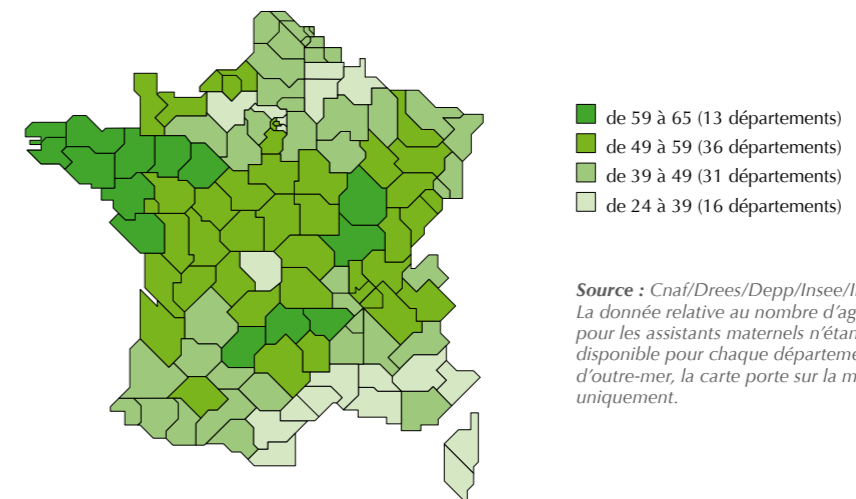 de 59 à 65 (13 départements)
de 49 à 59 (36 départements)
de 39 à 49 (31 départements)
de 24 à 39 (16 départements)
Source : Cnaf/Drees/Depp/Insee/
La donnée relative au nombre d’ag
pour les assistants maternels n’étan
disponible pour chaque départeme
d’outre-mer, la carte porte sur la m
uniquement.